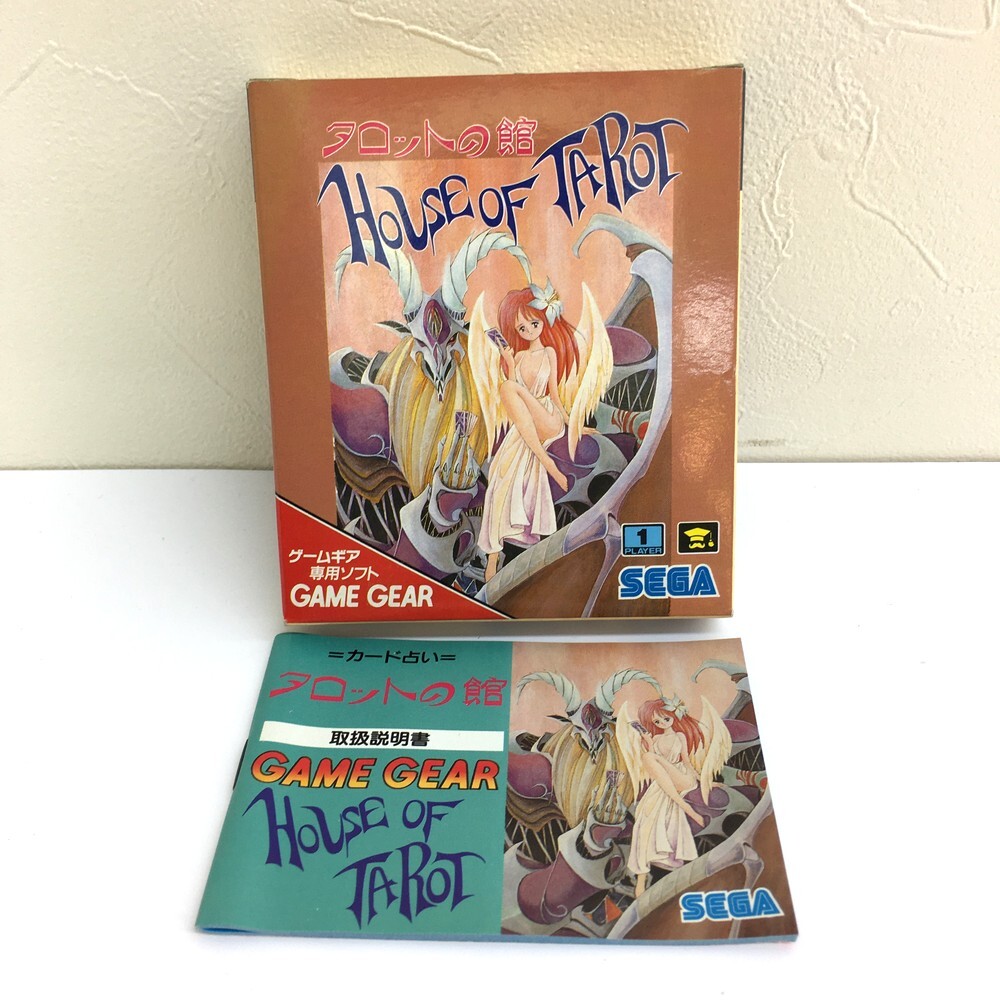 タロットの館
HOUSE OF TAROT
ゲームギア
専用ソフト
GAME GEAR
1
PLAYER
SEGA
=カード占い=
タロットの館
取扱説明書
GAME GEAR
HOUSE OF
TAROT
SEGA